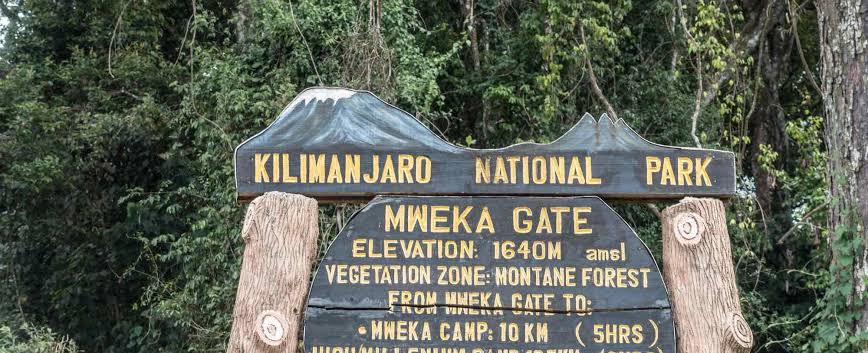 KILIMANJARO NATIONAL PARK
MWEKA GATE
ELEVATION: 1640M amsl
VEGETATION ZONE: MONTANE FOREST
FROM MWEKA GATE TO:
• MWEKA CAMP: 10 KM ( 5HRS )